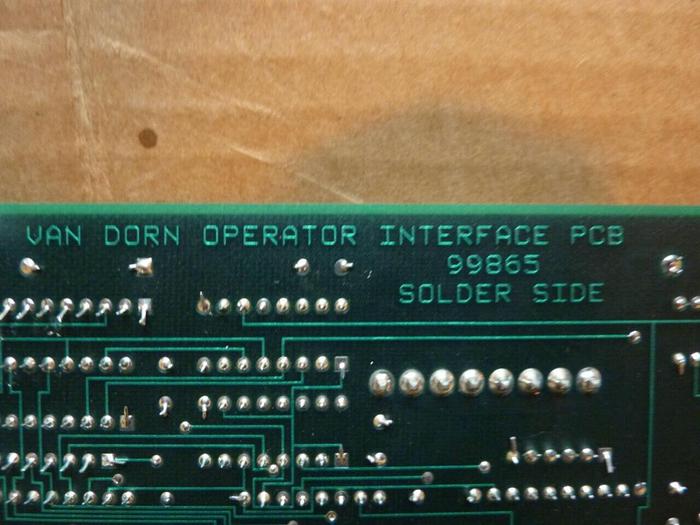 VAN DORN OPERATOR INTERFACE PCB
99865
SOLDER SIDE